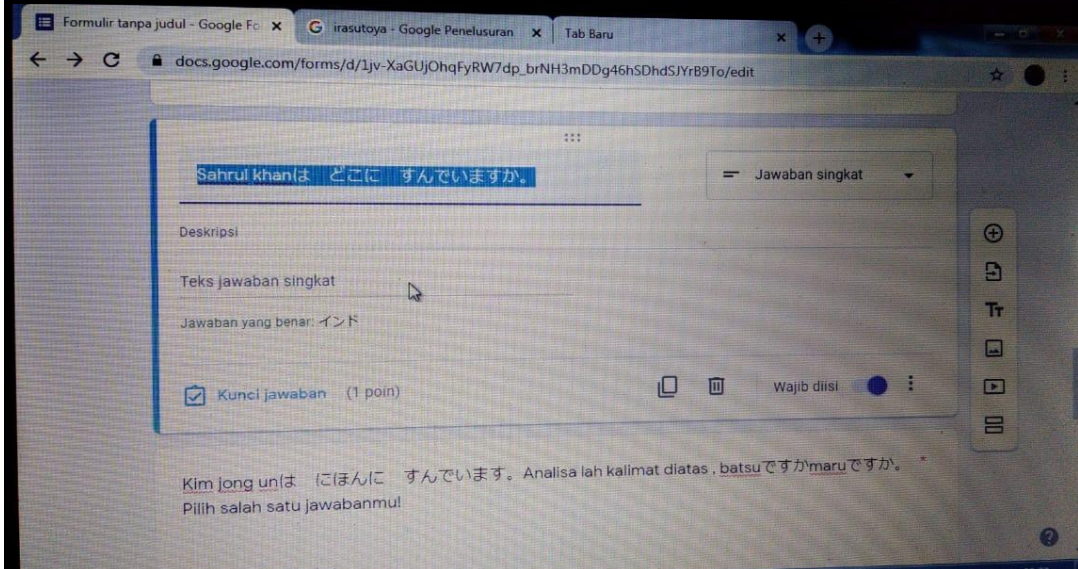 Formulir tanpa judul - Google Fo
irasutoya - Google Penelusuran
Tab Baru
docs.google.com/forms/d/1jv-XaGUjOhqFyRW7dp_brNH3mDDg46hSDhdSJYrB9To/edit
Sahrul khanは どこに すんでいますか。
Jawaban singkat
Deskripsi
Teks jawaban singkat
Jawaban yang benar: インド
Kunci jawaban (1 poin)
Wajib diisi
Kim jong unは にほんに すんでいます。Analisa lah kalimat diatas , batsuですかmaruですか。 *
Pilih salah satu jawabanmu!